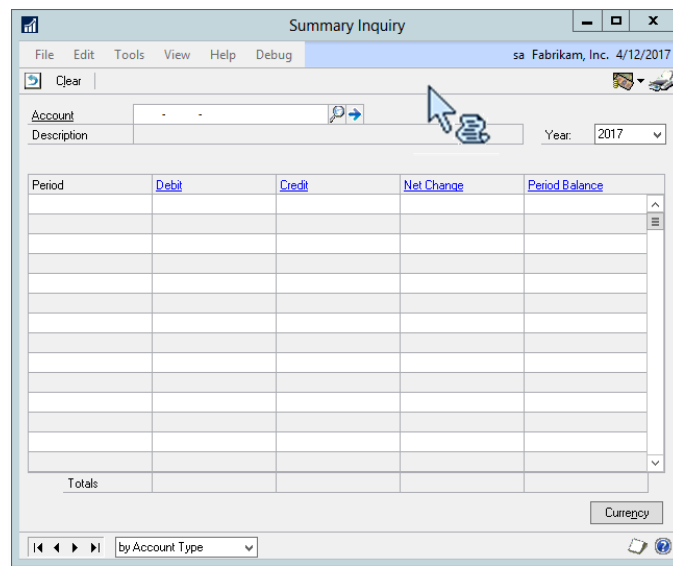 Summary Inquiry
File Edit Tools View Help Debug sa Fabrikam, Inc. 4/12/2017
Clear
Account - -
Description Year: 2017
Period Debit Credit Net Change Period Balance
Totals
Currency
by Account Type